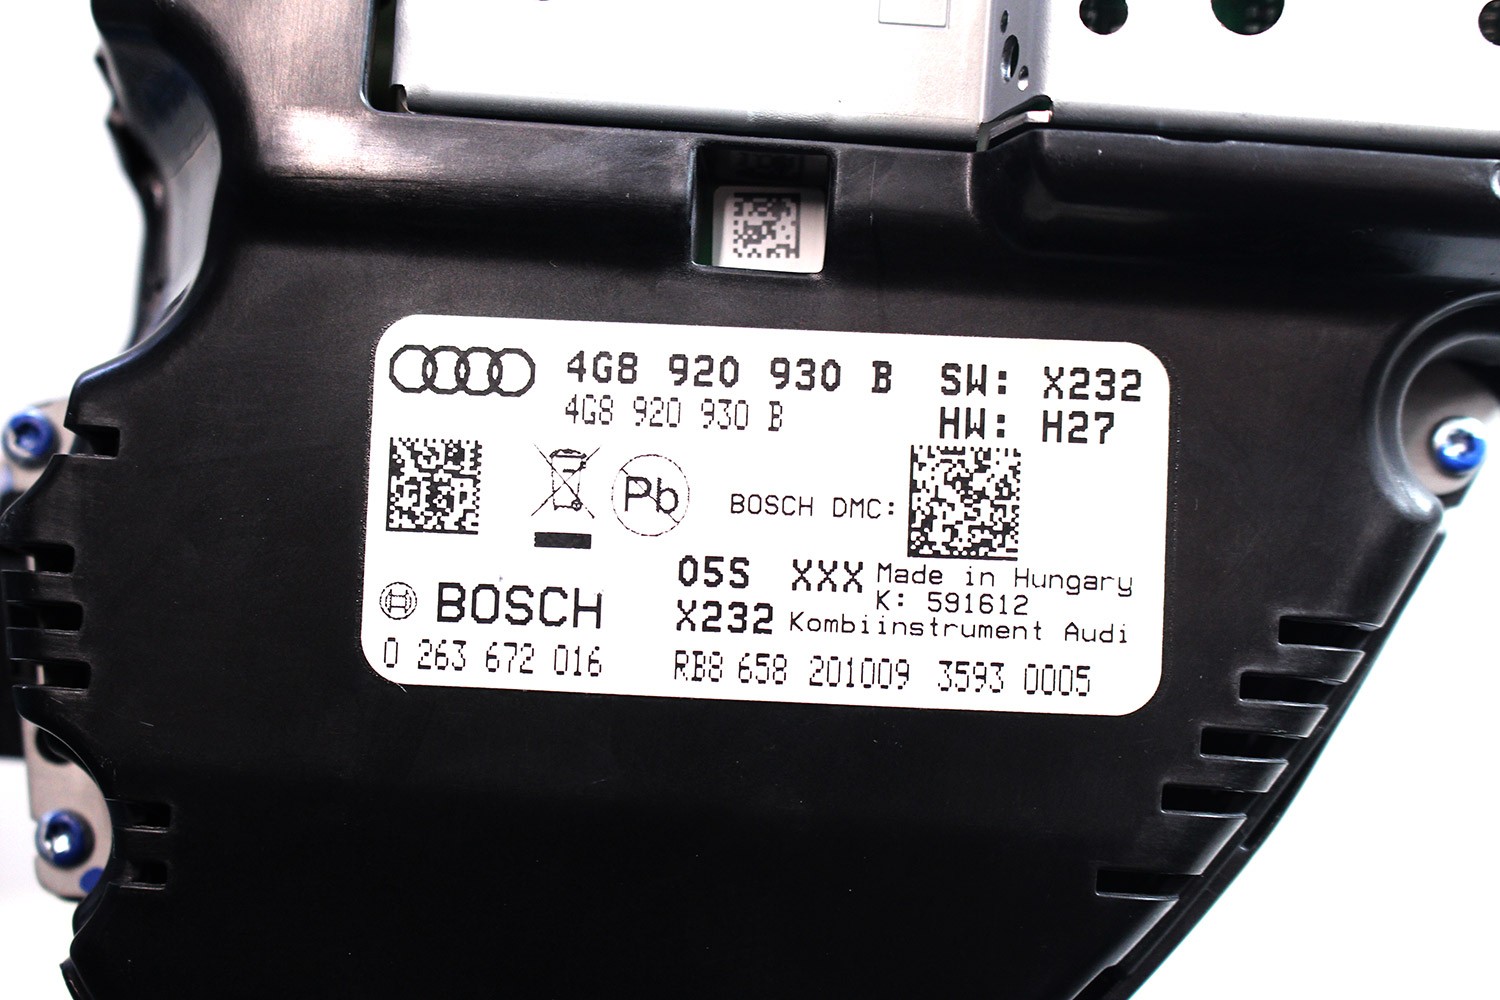 4G8 920 930 B SW: X232
4G8 920 930 B HW: H27
Pb
BOSCH DMC:
05S XXX Made in Hungary
K: 591612
BOSCH X232 Kombiinstrument Audi
0 263 672 016 RB8 658 201009 3593 0005